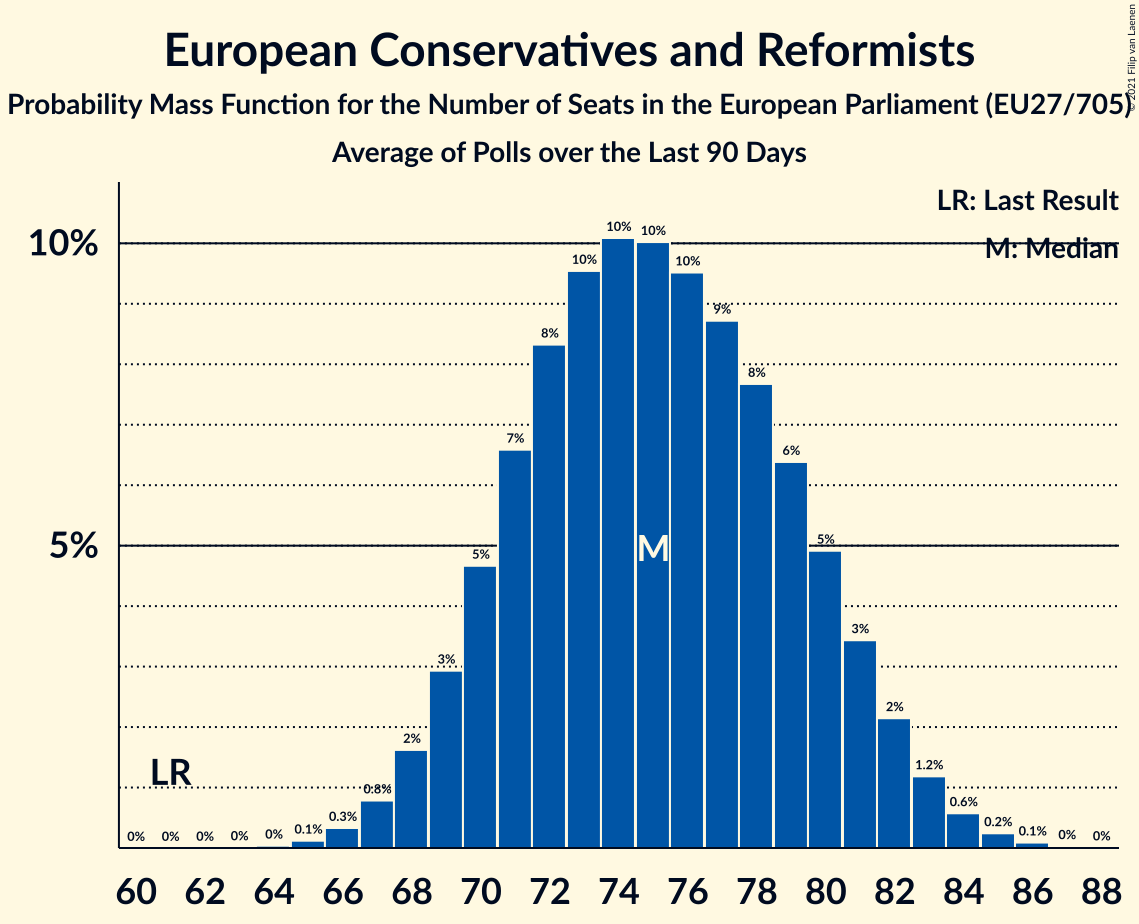 European Conservatives and Reformists
Probability Mass Function for the Number of Seats in the European Parliament (EU27/705)
Average of Polls over the Last 90 Days
© 2021 Filip van Laenen
LR: Last Result
M: Median
10%
5%
0% 0% 0% 0% 0% 0.1% 0.3% 0.8% 2% 3% 5% 7% 8% 10% 10% 10% 10% 9% 8% 6% 5% 3% 2% 1.2% 0.6% 0.2% 0.1% 0% 0%
M
LR
60 62 64 66 68 70 72 74 76 78 80 82 84 86 88